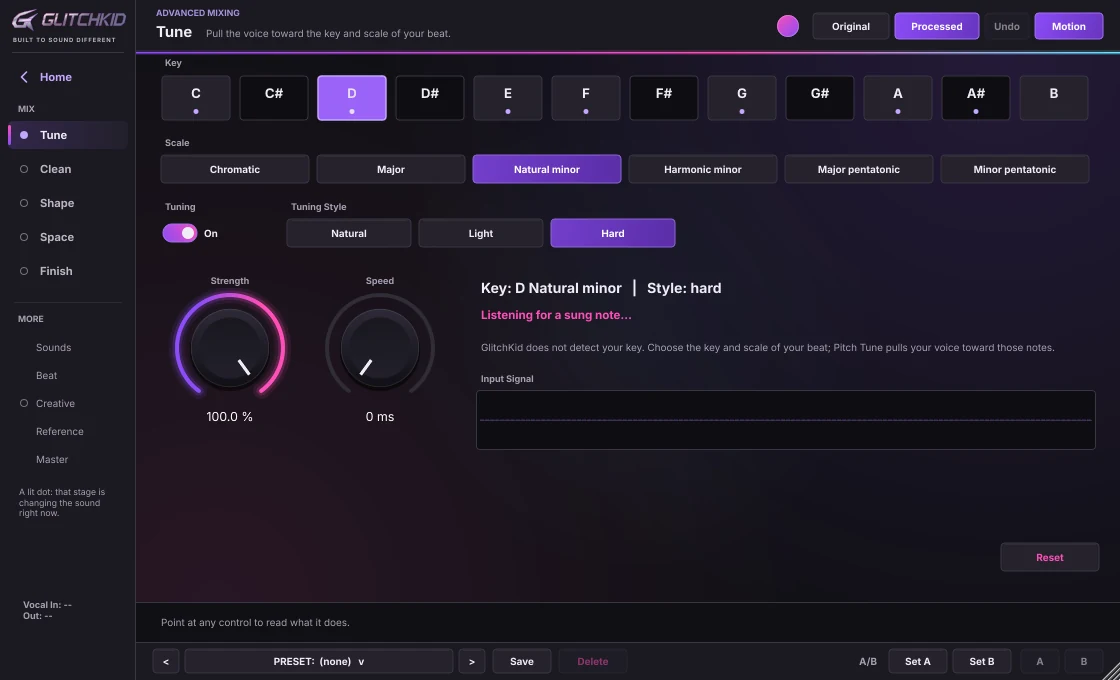 GLITCHKID
BUILT TO SOUND DIFFERENT
ADVANCED MIXING
Tune Pull the voice toward the key and scale of your beat.
Original Processed Undo Motion
Home
MIX
Tune
Clean
Shape
Space
Finish
MORE
Sounds
Beat
Creative
Reference
Master
A lit dot: that stage is
changing the sound
right now.
Vocal In: --
Out: --
Key
C C# D D# E F F# G G# A A# B
Scale
Chromatic Major Natural minor Harmonic minor Major pentatonic Minor pentatonic
Tuning Tuning Style
On Natural Light Hard
Strength Speed
100.0 % 0 ms
Key: D Natural minor | Style: hard
Listening for a sung note...
GlitchKid does not detect your key. Choose the key and scale of your beat; Pitch Tune pulls your voice toward those notes.
Input Signal
Reset
Point at any control to read what it does.
< PRESET: (none) v > Save Delete A/B Set A Set B A B